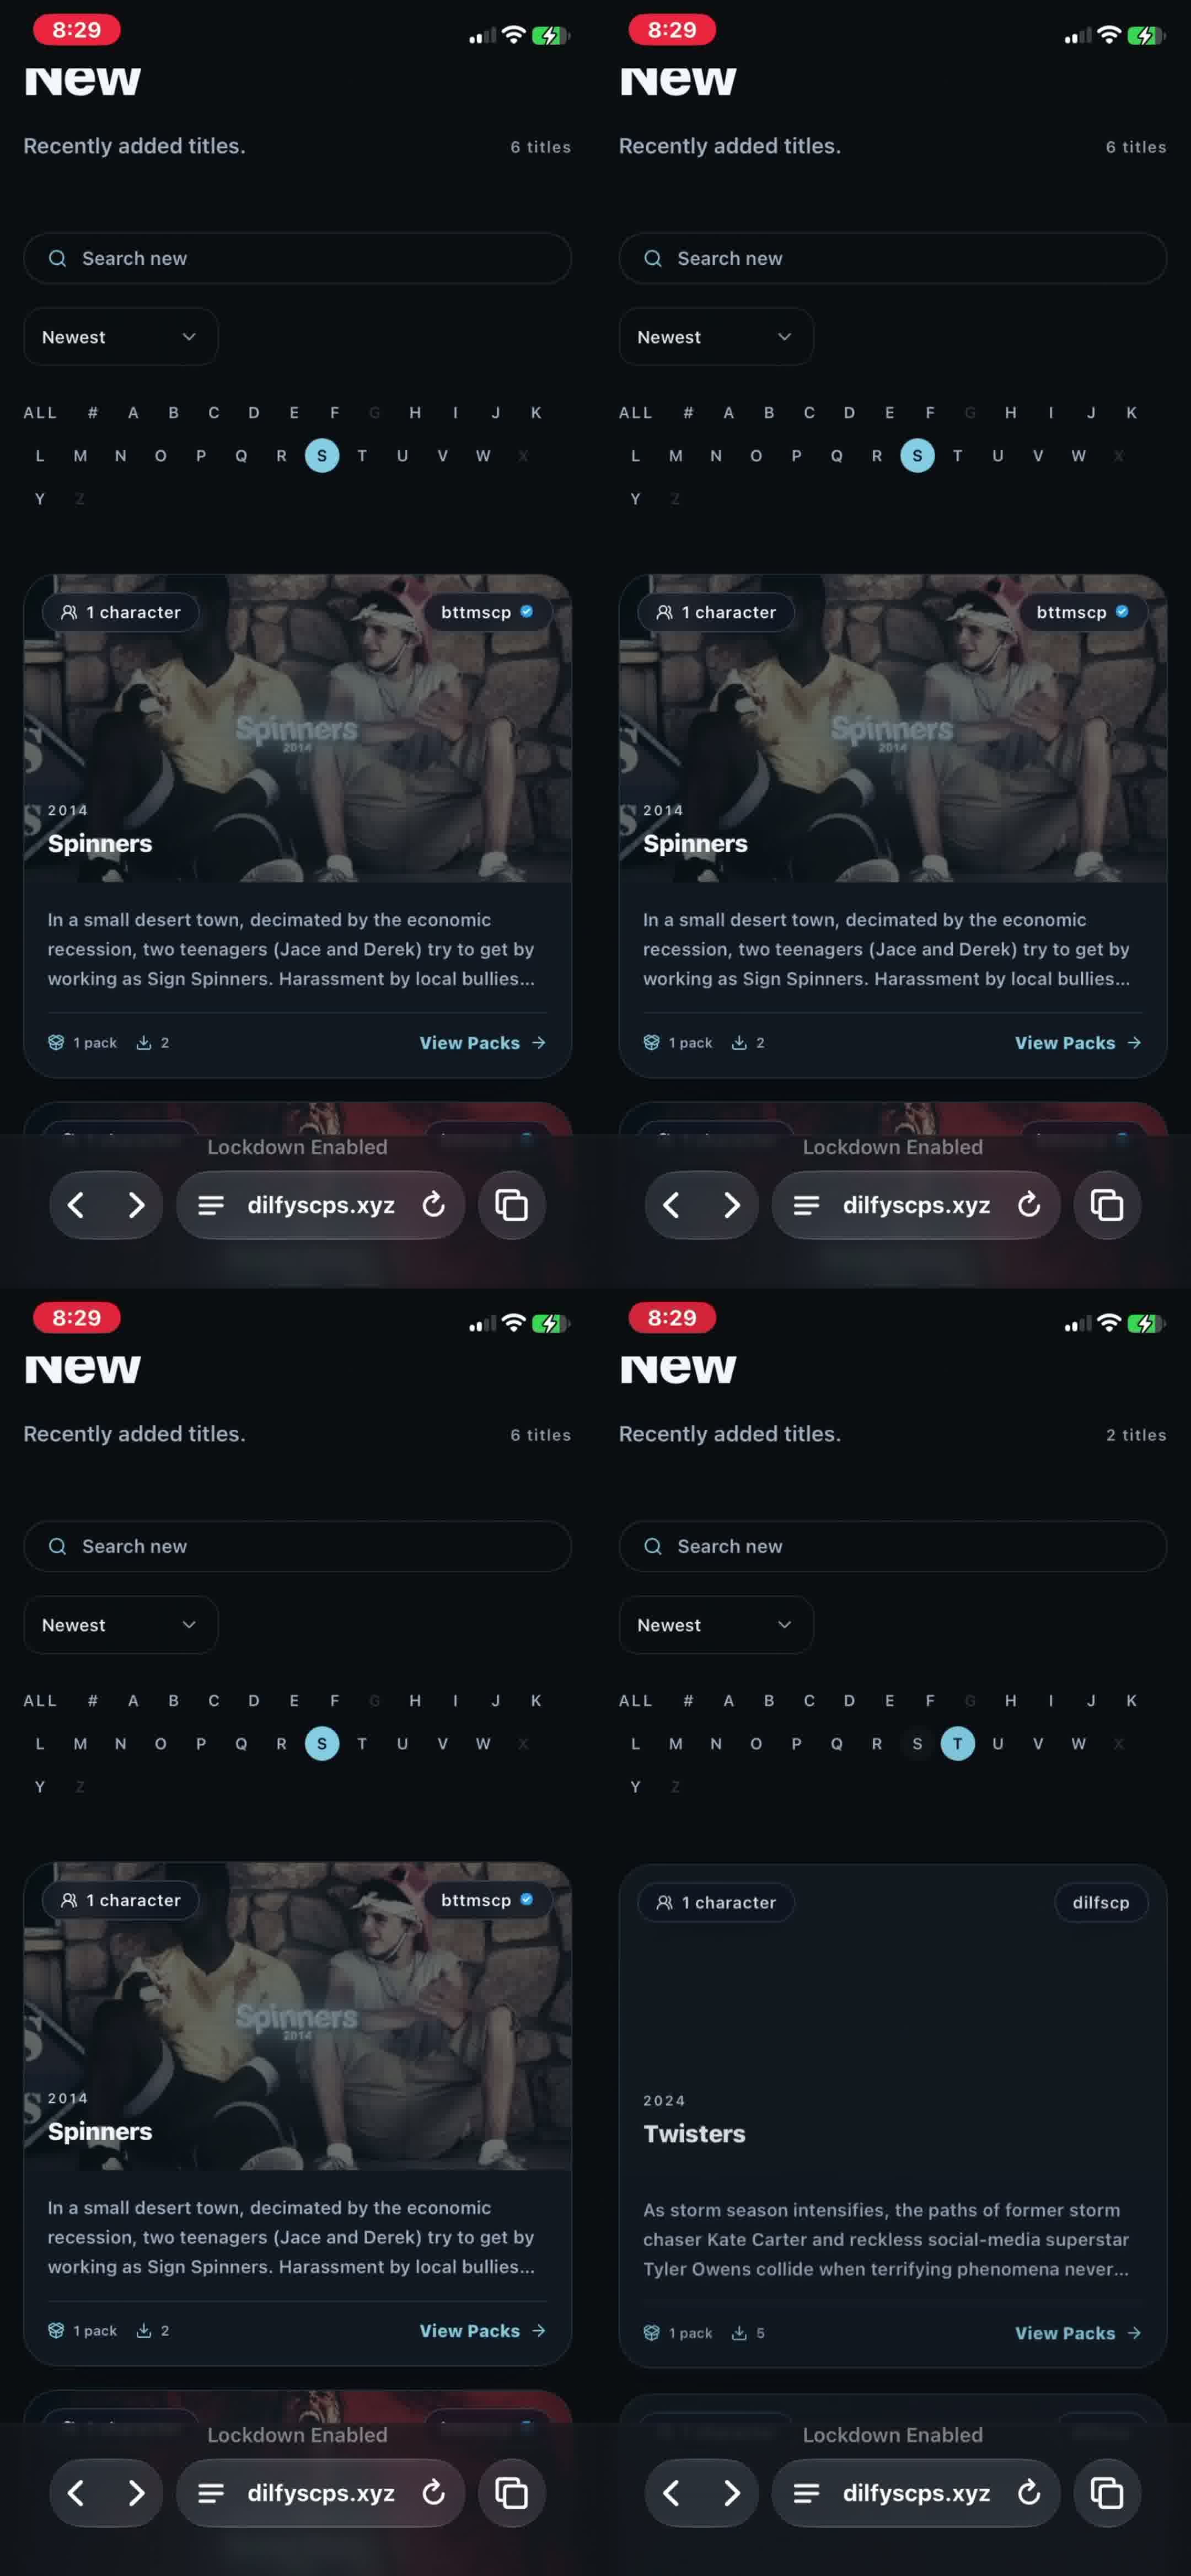 8:29
New
Recently added titles.
6 titles
Search new
Newest
ALL # A B C D E F G H I J K
L M N O P Q R S T U V W X
Y Z
1 character
bttmscp
Spinners
2014
2014
Spinners
In a small desert town, decimated by the economic
recession, two teenagers (Jace and Derek) try to get by
working as Sign Spinners. Harassment by local bullies...
1 pack 2
View Packs
Lockdown Enabled
dilfyscps.xyz
8:29
New
Recently added titles.
6 titles
Search new
Newest
ALL # A B C D E F G H I J K
L M N O P Q R S T U V W X
Y Z
1 character
bttmscp
Spinners
2014
2014
Spinners
In a small desert town, decimated by the economic
recession, two teenagers (Jace and Derek) try to get by
working as Sign Spinners. Harassment by local bullies...
1 pack 2
View Packs
Lockdown Enabled
dilfyscps.xyz
8:29
New
Recently added titles.
6 titles
Search new
Newest
ALL # A B C D E F G H I J K
L M N O P Q R S T U V W X
Y Z
1 character
bttmscp
Spinners
2014
2014
Spinners
In a small desert town, decimated by the economic
recession, two teenagers (Jace and Derek) try to get by
working as Sign Spinners. Harassment by local bullies...
1 pack 2
View Packs
Lockdown Enabled
dilfyscps.xyz
8:29
New
Recently added titles.
2 titles
Search new
Newest
ALL # A B C D E F G H I J K
L M N O P Q R S T U V W X
Y Z
1 character
dilfscp
2024
Twisters
As storm season intensifies, the paths of former storm
chaser Kate Carter and reckless social-media superstar
Tyler Owens collide when terrifying phenomena never...
1 pack 5
View Packs
Lockdown Enabled
dilfyscps.xyz